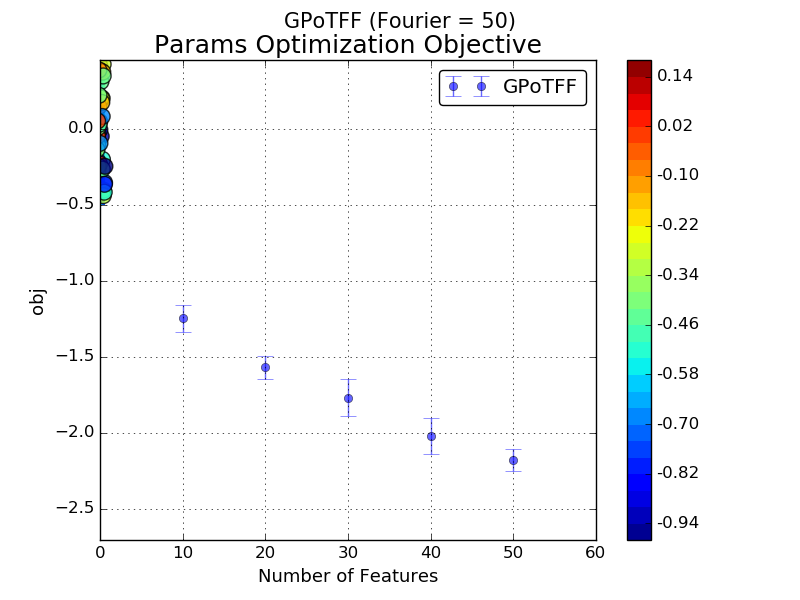 GPoTFF (Fourier = 50)
Params Optimization Objective
GPoTFF
0.0
−0.5
−1.0
−1.5
−2.0
−2.5
obj
0 10 20 30 40 50 60
Number of Features
0.14
0.02
-0.10
-0.22
-0.34
-0.46
-0.58
-0.70
-0.82
-0.94